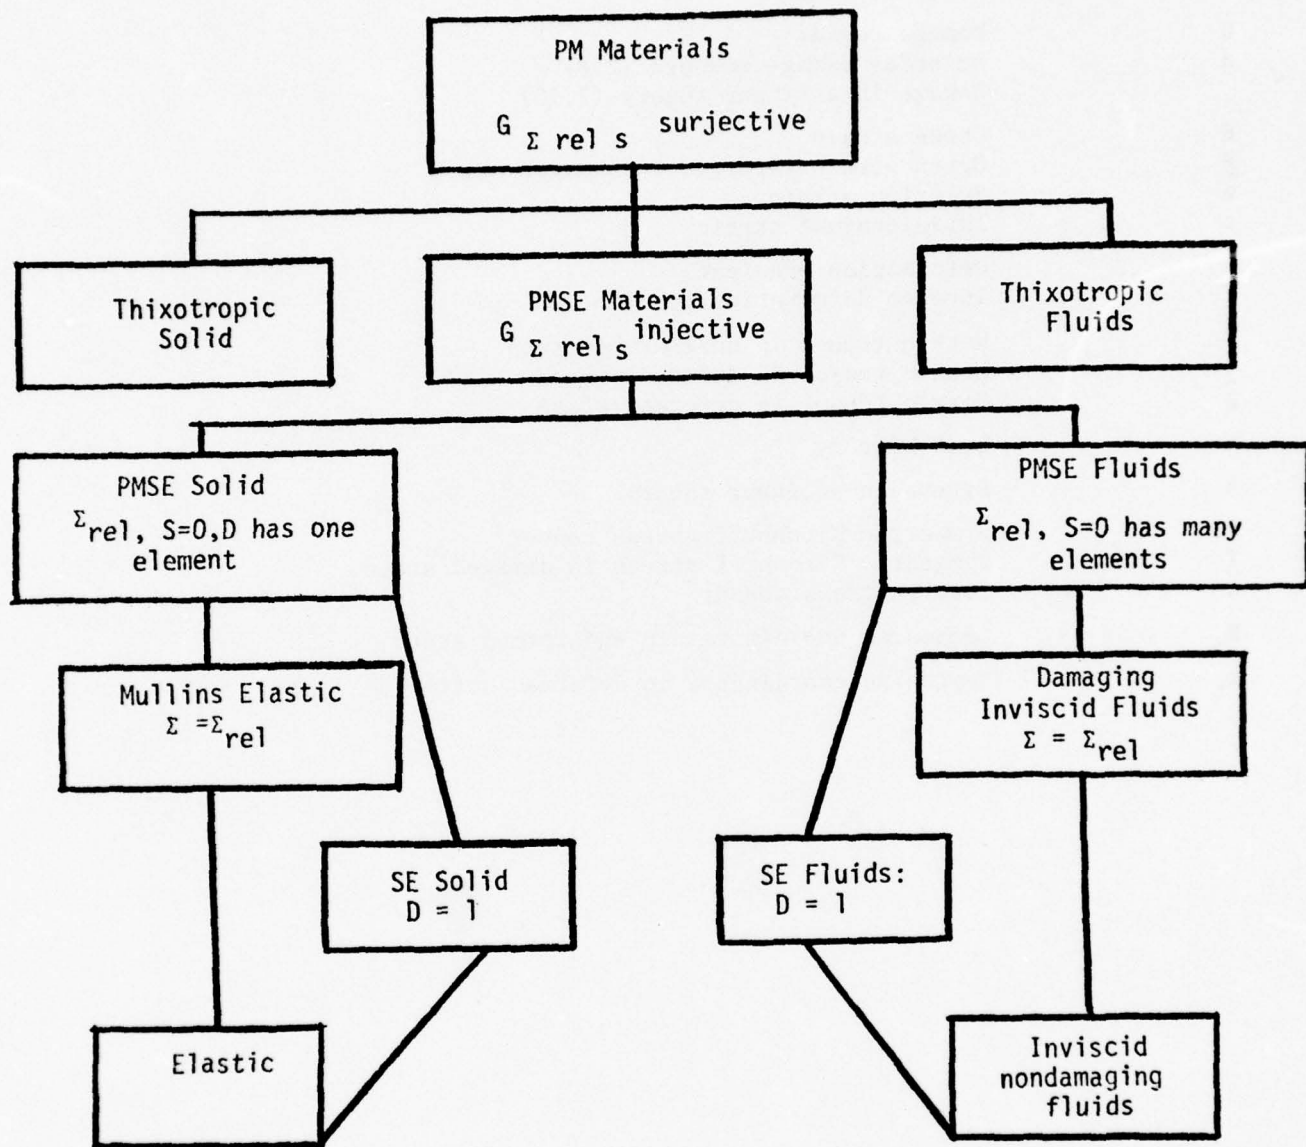 PM Materials
G Σ rel s surjective
Thixotropic
Solid
PMSE Materials
G Σ rel s injective
Thixotropic
Fluids
PMSE Solid
Σrel, S=0,D has one
element
PMSE Fluids
Σrel, S=0 has many
elements
Mullins Elastic
Σ =Σrel
Damaging
Inviscid Fluids
Σ = Σrel
SE Solid
D = 1
SE Fluids:
D = 1
Elastic
Inviscid
nondamaging
fluids